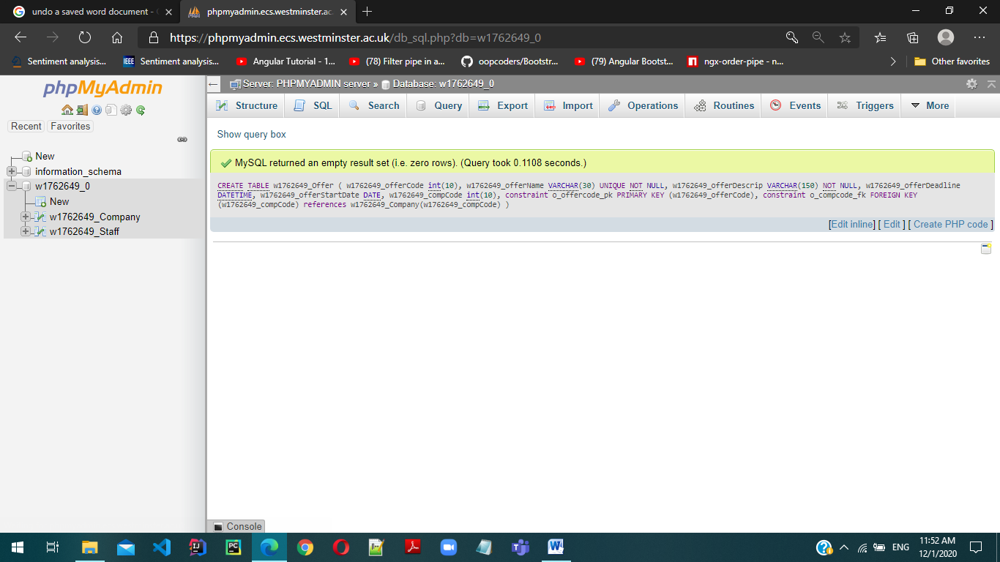 undo a saved word document -
phpmyadmin.ecs.westminster.ac.
https://phpmyadmin.ecs.westminster.ac.uk/db_sql.php?db=w1762649_0
Sentiment analysis...
IEEE Sentiment analysis...
Angular Tutorial - 1...
(78) Filter pipe in a...
oopcoders/Bootstr...
(79) Angular Bootst...
ngx-order-pipe - n...
Other favorites
phpMyAdmin
Server: PHPMYADMIN server » Database: w1762649_0
Structure SQL Search Query Export Import Operations Routines Events Triggers More
Recent Favorites
New
information_schema
w1762649_0
New
w1762649_Company
w1762649_Staff
Show query box
MySQL returned an empty result set (i.e. zero rows). (Query took 0.1108 seconds.)
CREATE TABLE w1762649_Offer ( w1762649_offerCode int(10), w1762649_offerName VARCHAR(30) UNIQUE NOT NULL, w1762649_offerDescrip VARCHAR(150) NOT NULL, w1762649_offerDeadline
DATETIME, w1762649_offerStartDate DATE, w1762649_compCode int(10), constraint o_offercode_pk PRIMARY KEY (w1762649_offerCode), constraint o_compcode_fk FOREIGN KEY
(w1762649_compCode) references w1762649_Company(w1762649_compCode) )
[Edit inline] [ Edit ] [ Create PHP code ]
Console
ENG
11:52 AM
12/1/2020